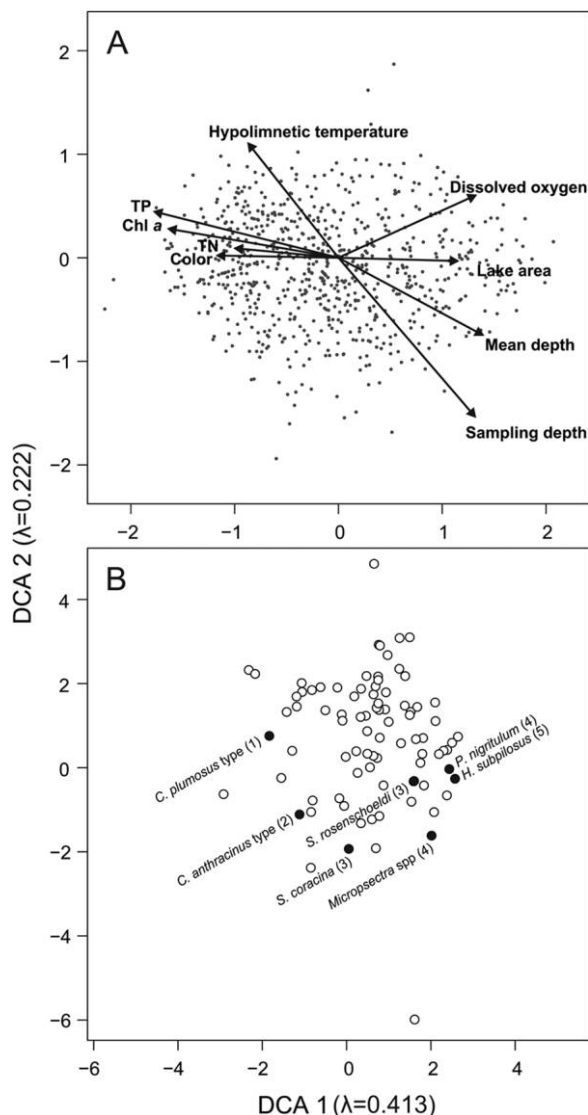 A
2
Hypolimnetic temperature
1
Dissolved oxygen
TP
Chl a
TN
0
Color
Lake area
Mean depth
−1
Sampling depth
−2
−2 −1 0 1 2
DCA 2 (λ=0.222)
B
4
2
C. plumosus type (1)
P. nigritulum (4)
H. subpilosus (5)
0
S. rosenschoeldi (3)
C. anthracinus type (2)
S. coracina (3)
Micropsectra spp (4)
−2
−4
−6
−6 −4 −2 0 2 4
DCA 1 (λ=0.413)